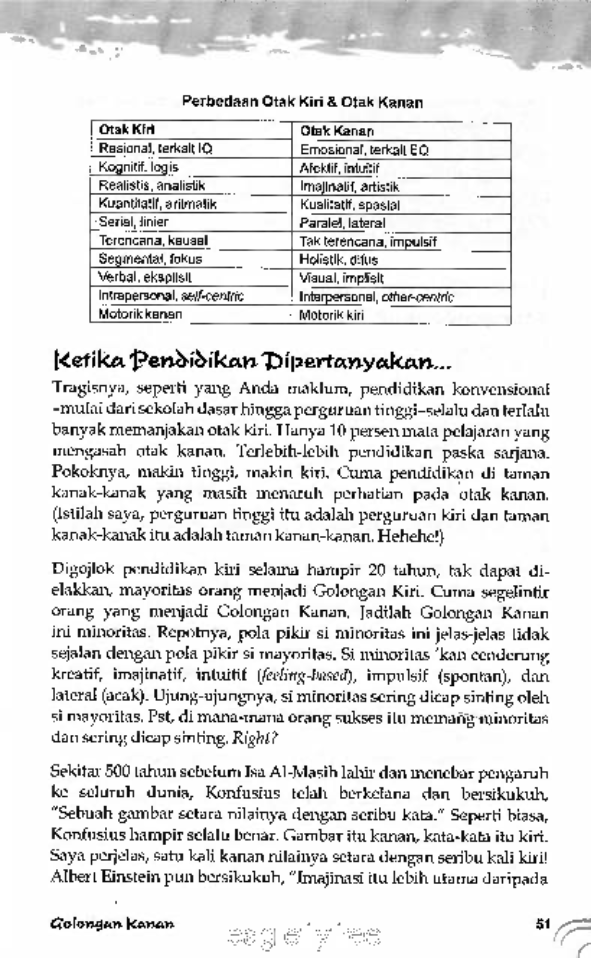 Perbedaan Otak Kiri & Otak Kanan
Otak Kiri Otak Kanan
Rasional, terkait IQ Emosional, terkait EQ
Kognitif, logis Afektif, intuitif
Realistis, analistik Imajinatif, artistik
Kuantitatif, aritmatik Kualitatif, spasial
Serial, linier Paralel, lateral
Terencana, kausal Tak terencana, impulsif
Segmental, fokus Holistik, difus
Verbal, eksplisit Visual, implisit
Intrapersonal, self-centric Interpersonal, other-centric
Motorik kanan Motorik kiri
Ketika Pendidikan Dipertanyakan...
Tragisnya, seperti yang Anda maklum, pendidikan konvensional
–mulai dari sekolah dasar hingga perguruan tinggi–selalu dan terlalu
banyak memanjakan otak kiri. Hanya 10 persen mata pelajaran yang
mengasah otak kanan. Terlebih-lebih pendidikan paska sarjana.
Pokoknya, makin tinggi, makin kiri. Cuma pendidikan di taman
kanak-kanak yang masih menaruh perhatian pada otak kanan.
(Istilah saya, perguruan tinggi itu adalah perguruan kiri dan taman
kanak-kanak itu adalah taman kanan-kanan. Hehehe!)
Digojlok pendidikan kiri selama hampir 20 tahun, tak dapat di-
elakkan, mayoritas orang menjadi Golongan Kiri. Cuma segelintir
orang yang menjadi Golongan Kanan. Jadilah Golongan Kanan
ini minoritas. Repotnya, pola pikir si minoritas ini jelas-jelas tidak
sejalan dengan pola pikir si mayoritas. Si minoritas 'kan cenderung
kreatif, imajinatif, intuitif (feeling-based), impulsif (spontan), dan
lateral (acak). Ujung-ujungnya, si minoritas sering dicap sinting oleh
si mayoritas. Pst, di mana-mana orang sukses itu memang minoritas
dan sering dicap sinting. Right?
Sekitar 500 tahun sebelum Isa Al-Masih lahir dan menebar pengaruh
ke seluruh dunia, Konfusius telah berkelana dan bersikukuh,
"Sebuah gambar setara nilainya dengan seribu kata." Seperti biasa,
Konfusius hampir selalu benar. Gambar itu kanan, kata-kata itu kiri.
Saya perjelas, satu kali kanan nilainya setara dengan seribu kali kiri!
Albert Einstein pun bersikukuh, "Imajinasi itu lebih utama daripada
Golongan Kanan 51